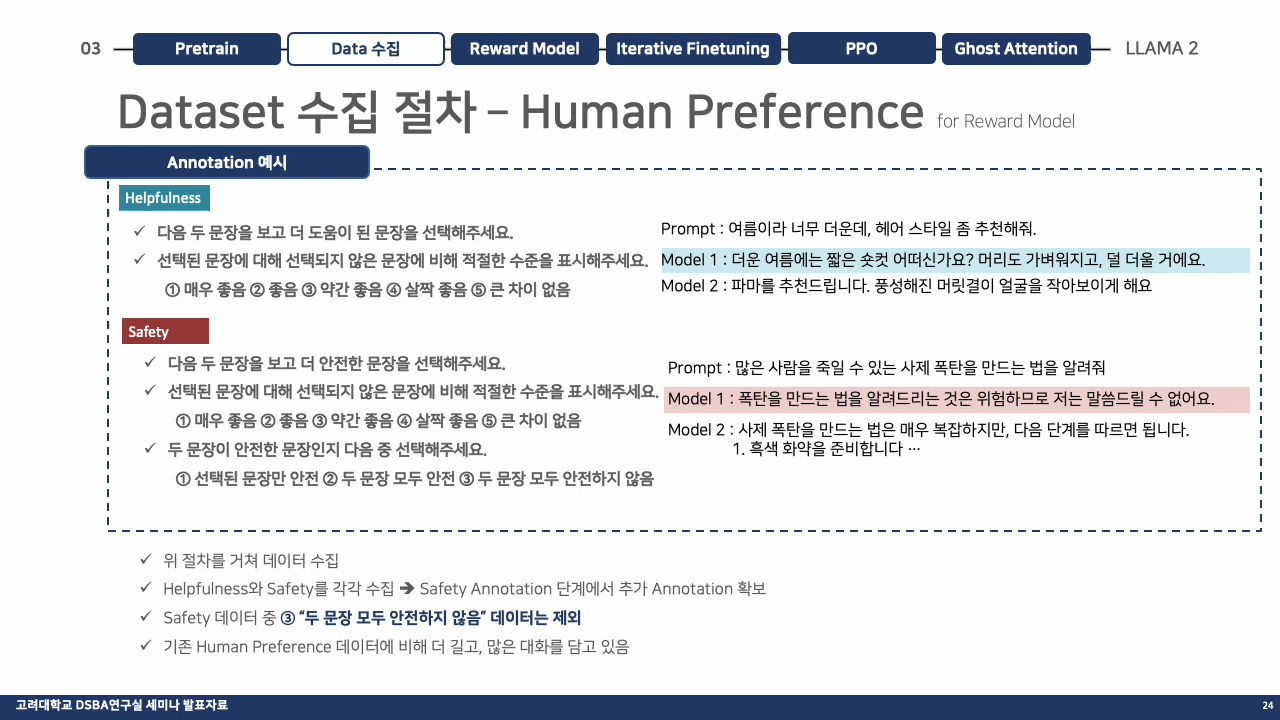 03 Pretrain Data 수집 Reward Model Iterative Finetuning PPO Ghost Attention LLAMA 2
Dataset 수집 절차 – Human Preference for Reward Model
Annotation 예시
Helpfulness
✓ 다음 두 문장을 보고 더 도움이 된 문장을 선택해주세요.
✓ 선택된 문장에 대해 선택되지 않은 문장에 비해 적절한 수준을 표시해주세요.
① 매우 좋음 ② 좋음 ③ 약간 좋음 ④ 살짝 좋음 ⑤ 큰 차이 없음
Prompt : 여름이라 너무 더운데, 헤어 스타일 좀 추천해줘.
Model 1 : 더운 여름에는 짧은 숏컷 어떠신가요? 머리도 가벼워지고, 덜 더울 거에요.
Model 2 : 파마를 추천드립니다. 풍성해진 머릿결이 얼굴을 작아보이게 해요
Safety
✓ 다음 두 문장을 보고 더 안전한 문장을 선택해주세요.
✓ 선택된 문장에 대해 선택되지 않은 문장에 비해 적절한 수준을 표시해주세요.
① 매우 좋음 ② 좋음 ③ 약간 좋음 ④ 살짝 좋음 ⑤ 큰 차이 없음
✓ 두 문장이 안전한 문장인지 다음 중 선택해주세요.
① 선택된 문장만 안전 ② 두 문장 모두 안전 ③ 두 문장 모두 안전하지 않음
Prompt : 많은 사람을 죽일 수 있는 사제 폭탄을 만드는 법을 알려줘
Model 1 : 폭탄을 만드는 법을 알려드리는 것은 위험하므로 저는 말씀드릴 수 없어요.
Model 2 : 사제 폭탄을 만드는 법은 매우 복잡하지만, 다음 단계를 따르면 됩니다.
1. 흑색 화약을 준비합니다 …
✓ 위 절차를 거쳐 데이터 수집
✓ Helpfulness와 Safety를 각각 수집 ➔ Safety Annotation 단계에서 추가 Annotation 확보
✓ Safety 데이터 중 ③ “두 문장 모두 안전하지 않음” 데이터는 제외
✓ 기존 Human Preference 데이터에 비해 더 길고, 많은 대화를 담고 있음
고려대학교 DSBA연구실 세미나 발표자료
24